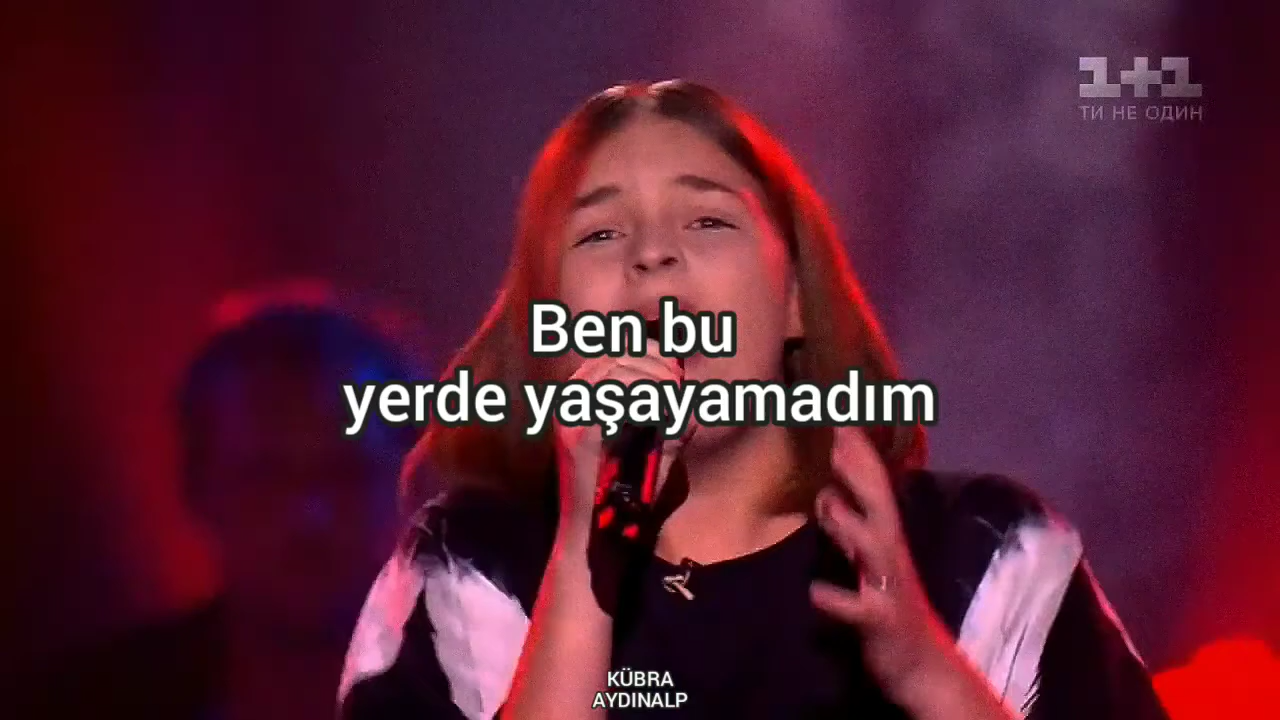 1+1
ТИ НЕ ОДИН
Ben bu
yerde yaşayamadım
KÜBRA
AYDINALP